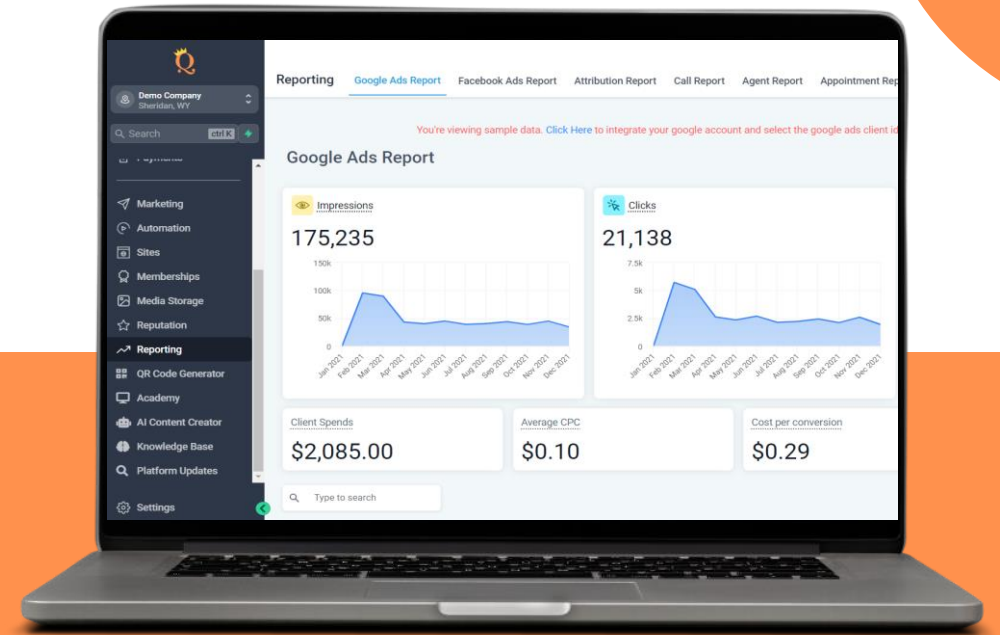 Q
Demo Company
Sheridan, WY
Search
ctrl K
Marketing
Automation
Sites
Memberships
Media Storage
Reputation
Reporting
QR Code Generator
Academy
AI Content Creator
Knowledge Base
Platform Updates
Settings
Reporting
Google Ads Report
Facebook Ads Report
Attribution Report
Call Report
Agent Report
Appointment Rep
You're viewing sample data. Click Here to integrate your google account and select the google ads client id
Google Ads Report
Impressions
175,235
150k
100k
50k
0
Jan 2021
Feb 2021
Mar 2021
Apr 2021
May 2021
Jun 2021
Jul 2021
Aug 2021
Sep 2021
Oct 2021
Nov 2021
Dec 2021
Clicks
21,138
7.5k
5k
2.5k
0
Jan 2021
Feb 2021
Mar 2021
Apr 2021
May 2021
Jun 2021
Jul 2021
Aug 2021
Sep 2021
Oct 2021
Nov 2021
Dec 2021
Client Spends
$2,085.00
Average CPC
$0.10
Cost per conversion
$0.29
Type to search